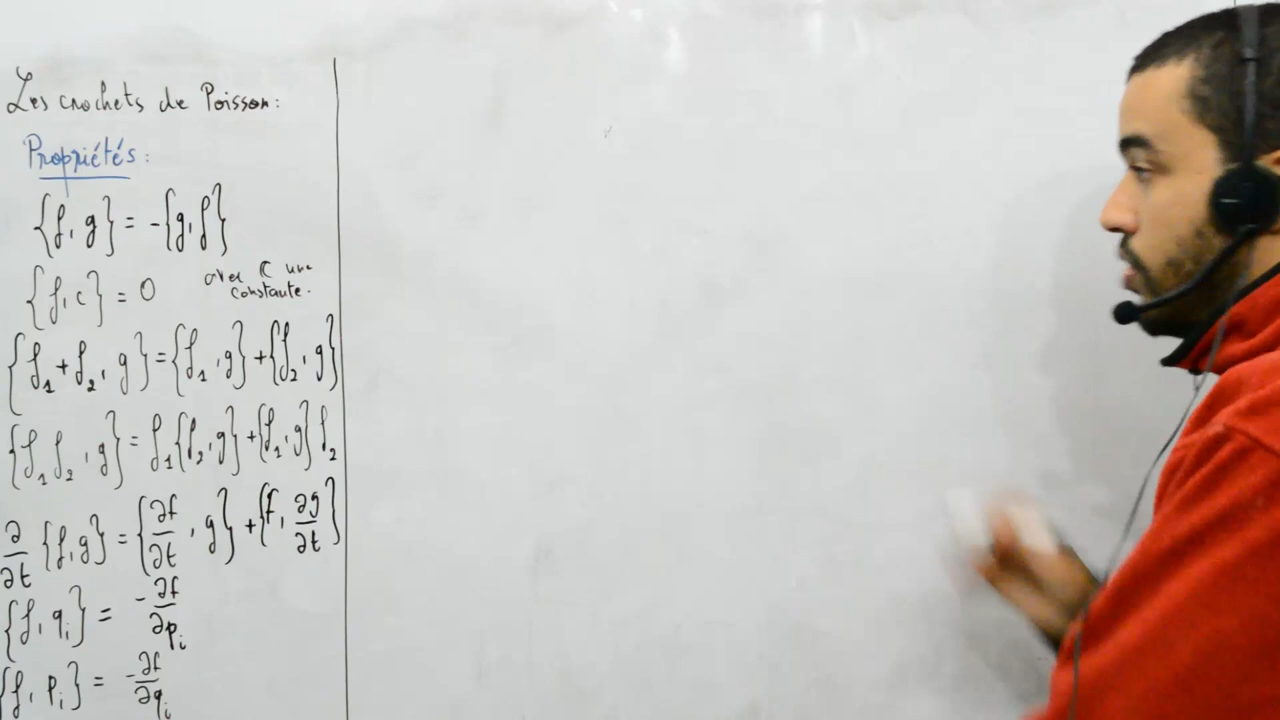 Les crochets de Poisson:
Propriétés:
{f, g} = -{g, f}
{f, c} = 0 avec C une constante.
{f₁ + f₂, g} = {f₁, g} + {f₂, g}
{f₁ f₂, g} = f₁{f₂, g} + {f₁, g} f₂
∂/∂t {f, g} = {∂f/∂t, g} + {f, ∂g/∂t}
{f, qᵢ} = -∂f/∂pᵢ
{f, pᵢ} = -∂f/∂qᵢ